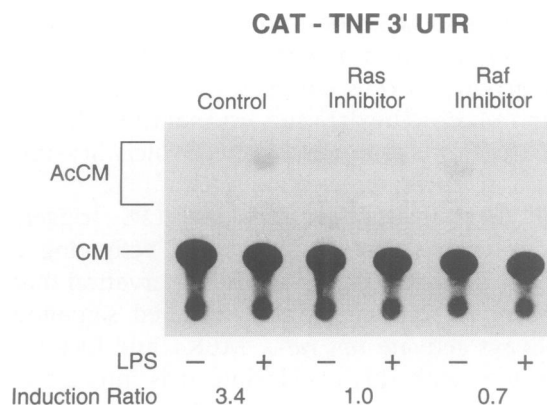 CAT - TNF 3' UTR
Control
Ras Inhibitor
Raf Inhibitor
AcCM
CM
LPS − + − + − +
Induction Ratio 3.4 1.0 0.7